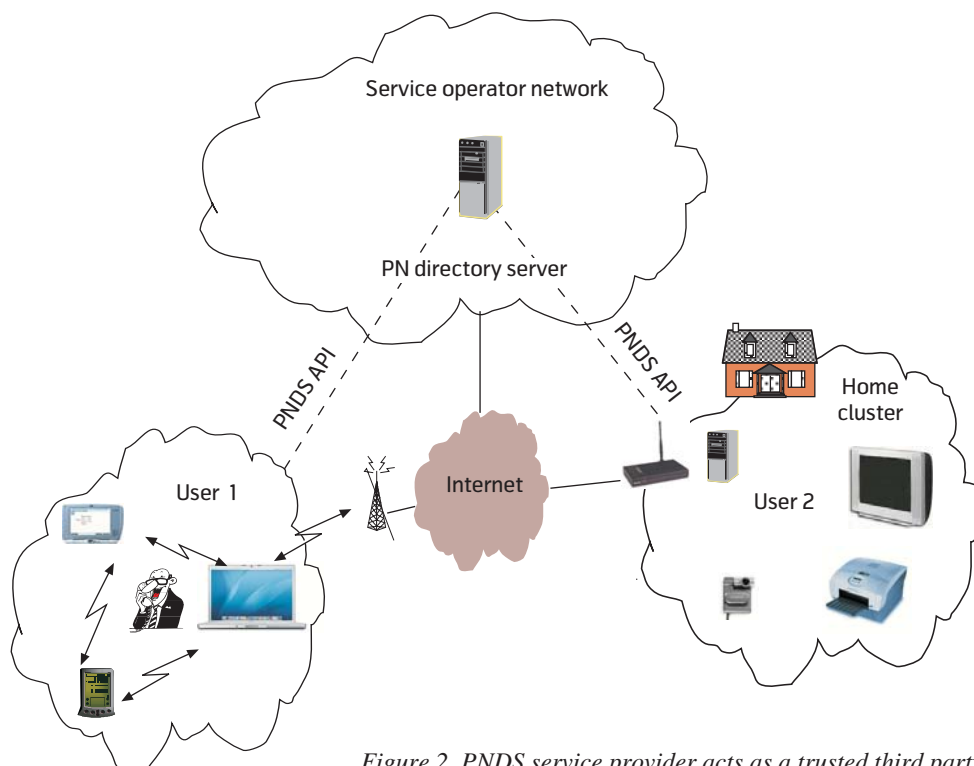 Service operator network
PN directory server
PNDS API
PNDS API
Home
cluster
User 1
Internet
User 2
Figure 2. PNDS service provider acts as a trusted third part